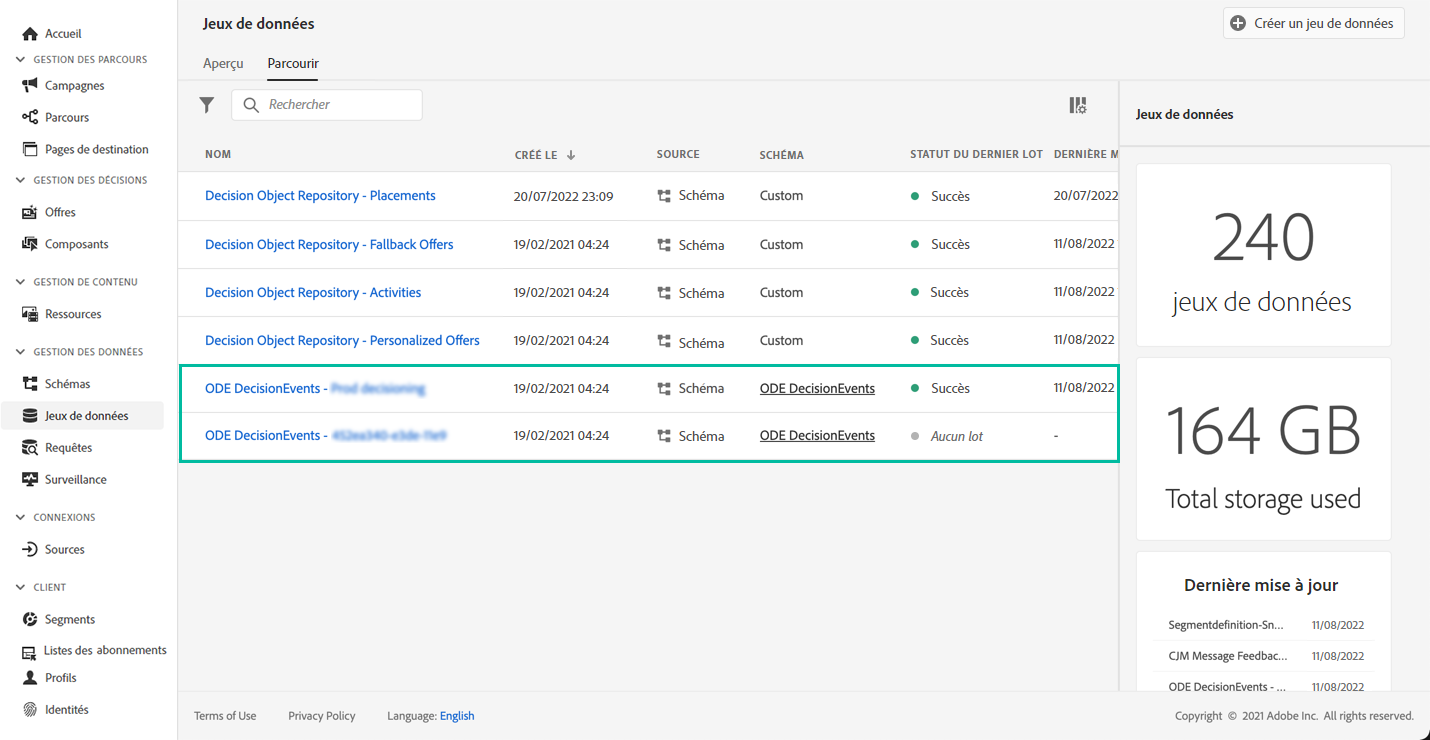 Accueil
GESTION DES PARCOURS
Campagnes
Parcours
Pages de destination
GESTION DES DÉCISIONS
Offres
Composants
GESTION DE CONTENU
Ressources
GESTION DES DONNÉES
Schémas
Jeux de données
Requêtes
Surveillance
CONNEXIONS
Sources
CLIENT
Segments
Listes des abonnements
Profils
Identités
Jeux de données
Créer un jeu de données
Aperçu Parcourir
Rechercher
NOM CRÉÉ LE SOURCE SCHÉMA STATUT DU DERNIER LOT DERNIÈRE M
Decision Object Repository - Placements 20/07/2022 23:09 Schéma Custom Succès 20/07/2022
Decision Object Repository - Fallback Offers 19/02/2021 04:24 Schéma Custom Succès 11/08/2022
Decision Object Repository - Activities 19/02/2021 04:24 Schéma Custom Succès 11/08/2022
Decision Object Repository - Personalized Offers 19/02/2021 04:24 Schéma Custom Succès 11/08/2022
ODE DecisionEvents - 19/02/2021 04:24 Schéma ODE DecisionEvents Succès 11/08/2022
ODE DecisionEvents - 19/02/2021 04:24 Schéma ODE DecisionEvents Aucun lot -
Jeux de données
240
jeux de données
164 GB
Total storage used
Dernière mise à jour
Segmentdefinition-Sn... 11/08/2022
CJM Message Feedbac... 11/08/2022
ODE DecisionEvents - ... 11/08/2022
Terms of Use Privacy Policy Language: English
Copyright © 2021 Adobe Inc. All rights reserved.